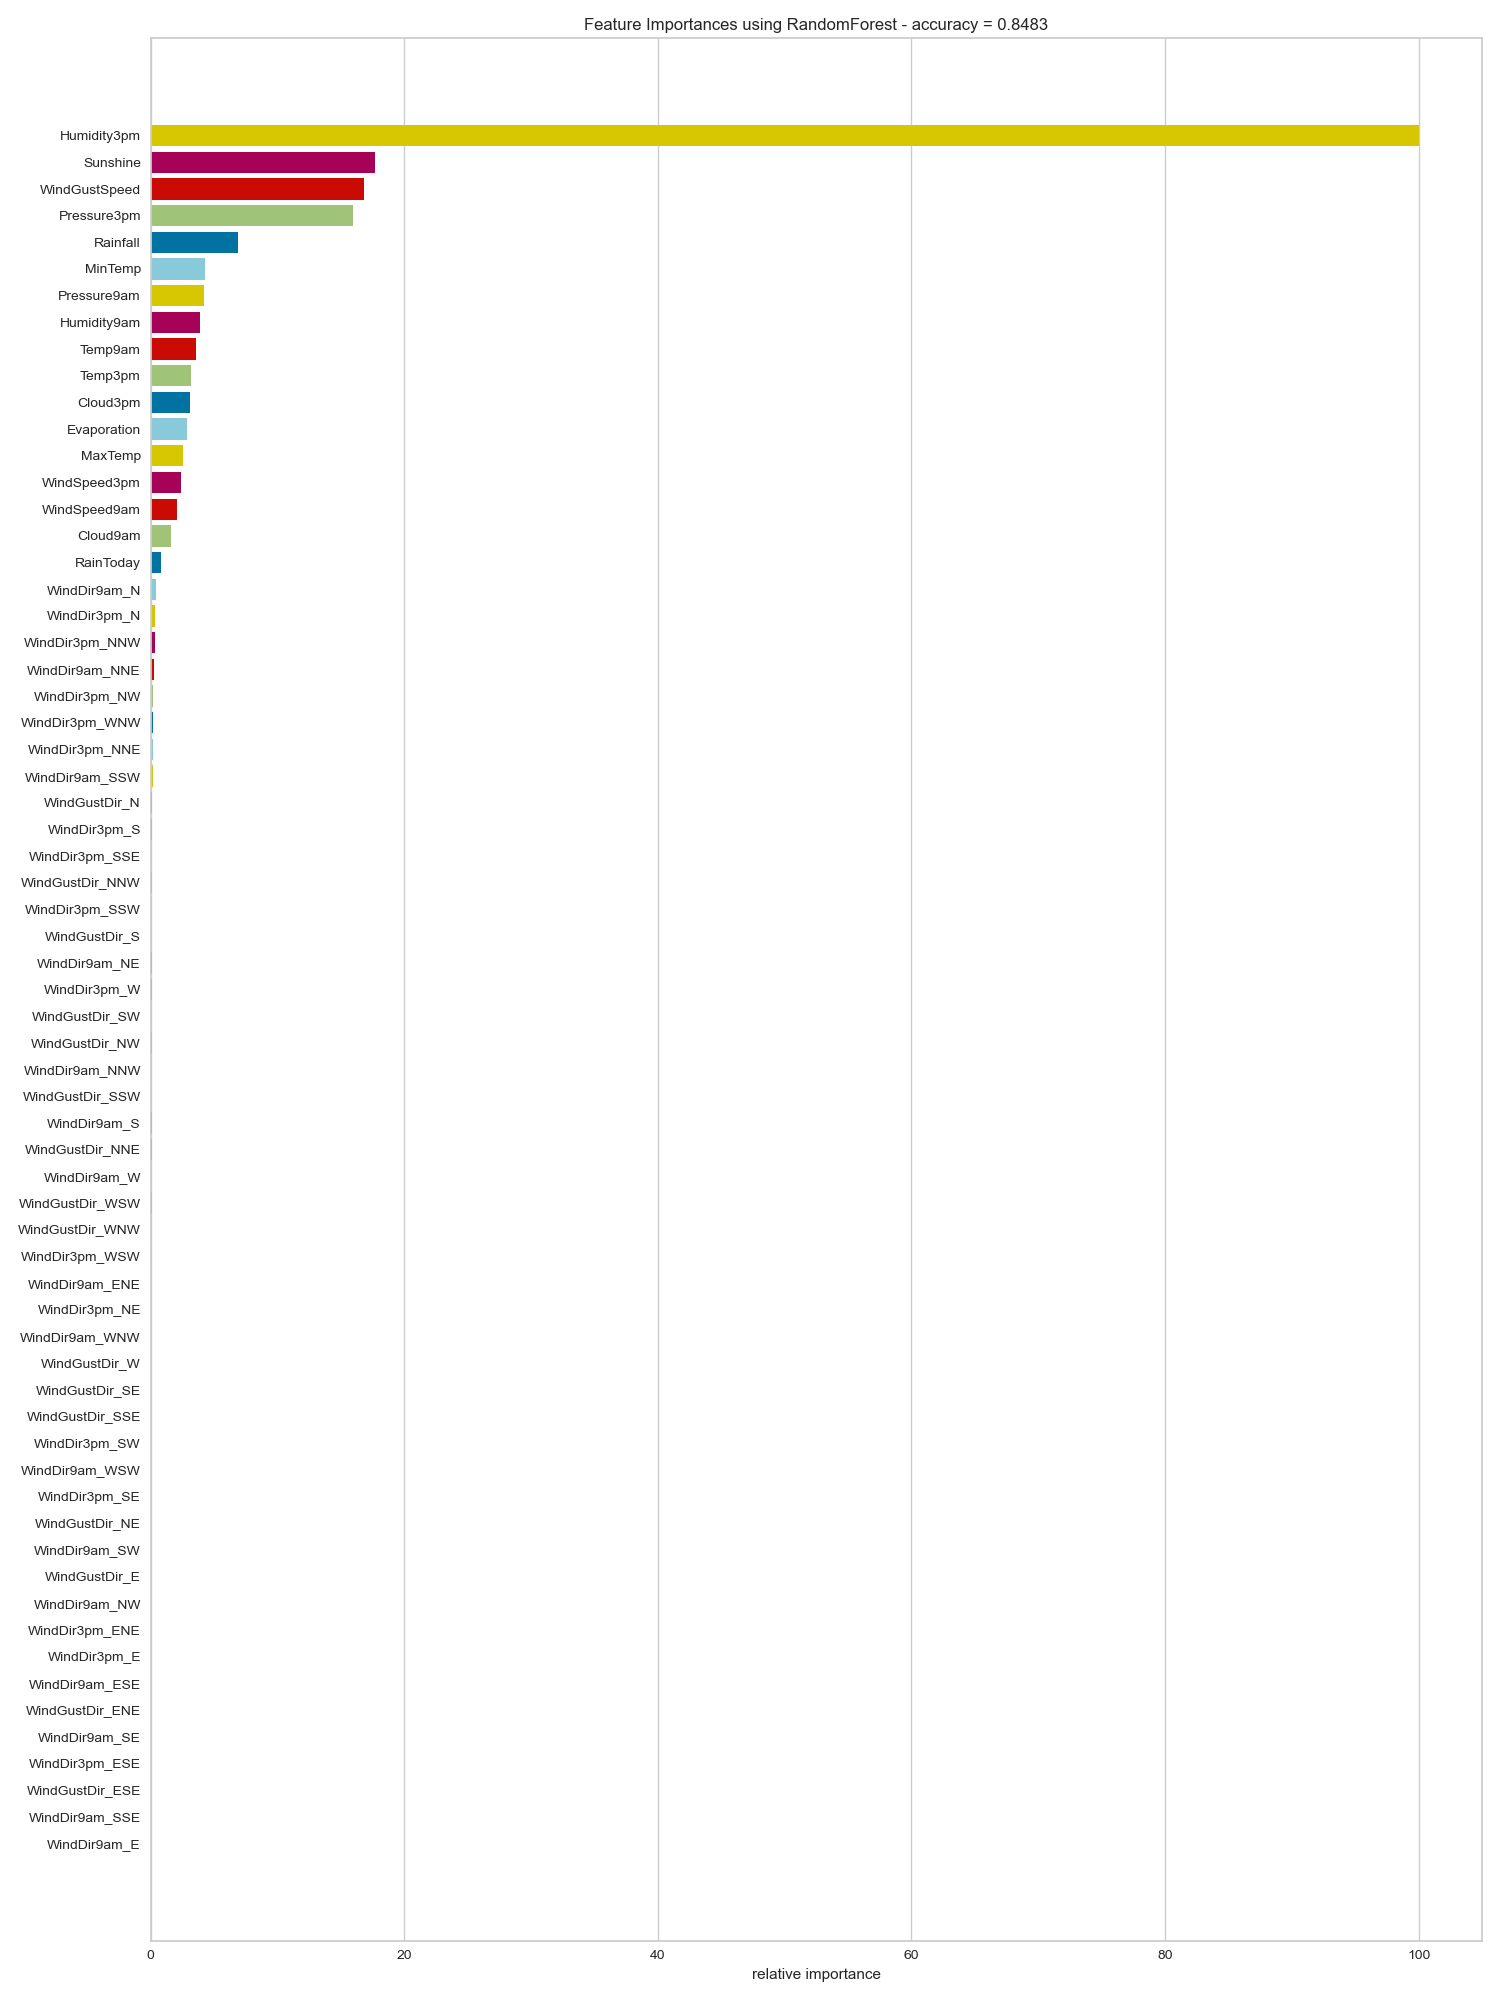 Feature Importances using RandomForest - accuracy = 0.8483
Humidity3pm
Sunshine
WindGustSpeed
Pressure3pm
Rainfall
MinTemp
Pressure9am
Humidity9am
Temp9am
Temp3pm
Cloud3pm
Evaporation
MaxTemp
WindSpeed3pm
WindSpeed9am
Cloud9am
RainToday
WindDir9am_N
WindDir3pm_N
WindDir3pm_NNW
WindDir9am_NNE
WindDir3pm_NW
WindDir3pm_WNW
WindDir3pm_NNE
WindDir9am_SSW
WindGustDir_N
WindDir3pm_S
WindDir3pm_SSE
WindGustDir_NNW
WindDir3pm_SSW
WindGustDir_S
WindDir9am_NE
WindDir3pm_W
WindGustDir_SW
WindGustDir_NW
WindDir9am_NNW
WindGustDir_SSW
WindDir9am_S
WindGustDir_NNE
WindDir9am_W
WindGustDir_WSW
WindGustDir_WNW
WindDir3pm_WSW
WindDir9am_ENE
WindDir3pm_NE
WindDir9am_WNW
WindGustDir_W
WindGustDir_SE
WindGustDir_SSE
WindDir3pm_SW
WindDir9am_WSW
WindDir3pm_SE
WindGustDir_NE
WindDir9am_SW
WindGustDir_E
WindDir9am_NW
WindDir3pm_ENE
WindDir3pm_E
WindDir9am_ESE
WindGustDir_ENE
WindDir9am_SE
WindDir3pm_ESE
WindGustDir_ESE
WindDir9am_SSE
WindDir9am_E
0 20 40 60 80 100
relative importance